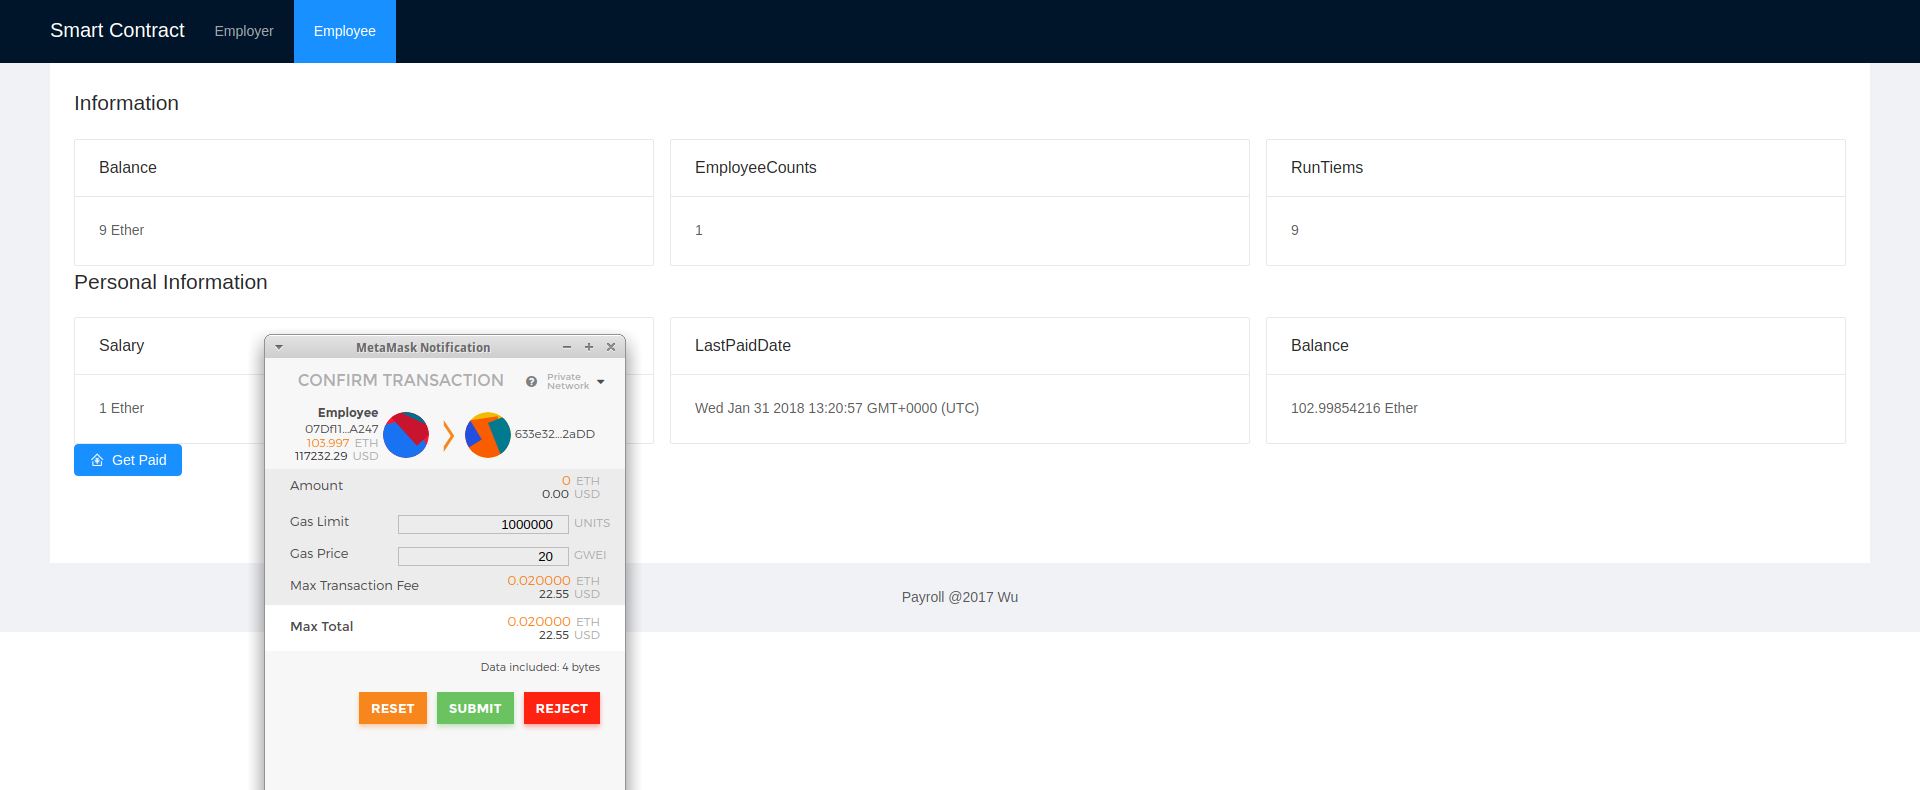 Smart Contract Employer Employee
Information
Balance EmployeeCounts RunTiems
9 Ether 1 9
Personal Information
Salary LastPaidDate Balance
1 Ether Wed Jan 31 2018 13:20:57 GMT+0000 (UTC) 102.99854216 Ether
Get Paid
MetaMask Notification
CONFIRM TRANSACTION ? Private Network
Employee
07Df11...A247 633e32...2aDD
103.997 ETH
117232.29 USD
Amount 0 ETH
0.00 USD
Gas Limit 1000000 UNITS
Gas Price 20 GWEI
Max Transaction Fee 0.020000 ETH
22.55 USD
Max Total 0.020000 ETH
22.55 USD
Data included: 4 bytes
RESET SUBMIT REJECT
Payroll @2017 Wu